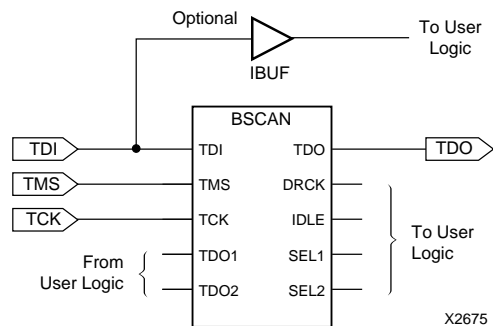 Optional
To User
Logic
IBUF
BSCAN
TDI
TDI
TDO
TDO
TMS
TMS
DRCK
TCK
TCK
IDLE
To User
Logic
From
User Logic
TDO1
SEL1
TDO2
SEL2
X2675